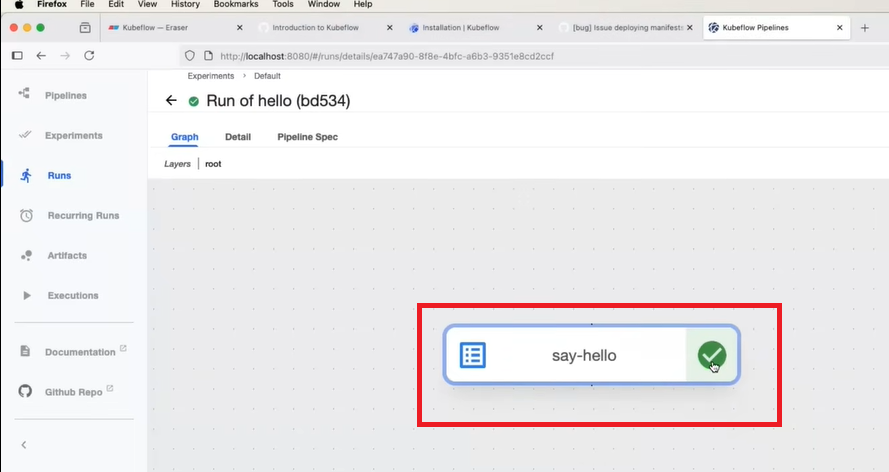 Firefox File Edit View History Bookmarks Tools Window Help
Kubeflow — Eraser
Introduction to Kubeflow
Installation | Kubeflow
[bug] Issue deploying manifests
Kubeflow Pipelines
http://localhost:8080/#/runs/details/ea747a90-8f8e-4bfc-a6b3-9351e8cd2ccf
Experiments > Default
Run of hello (bd534)
Graph Detail Pipeline Spec
Layers root
Pipelines
Experiments
Runs
Recurring Runs
Artifacts
Executions
Documentation
Github Repo
say-hello